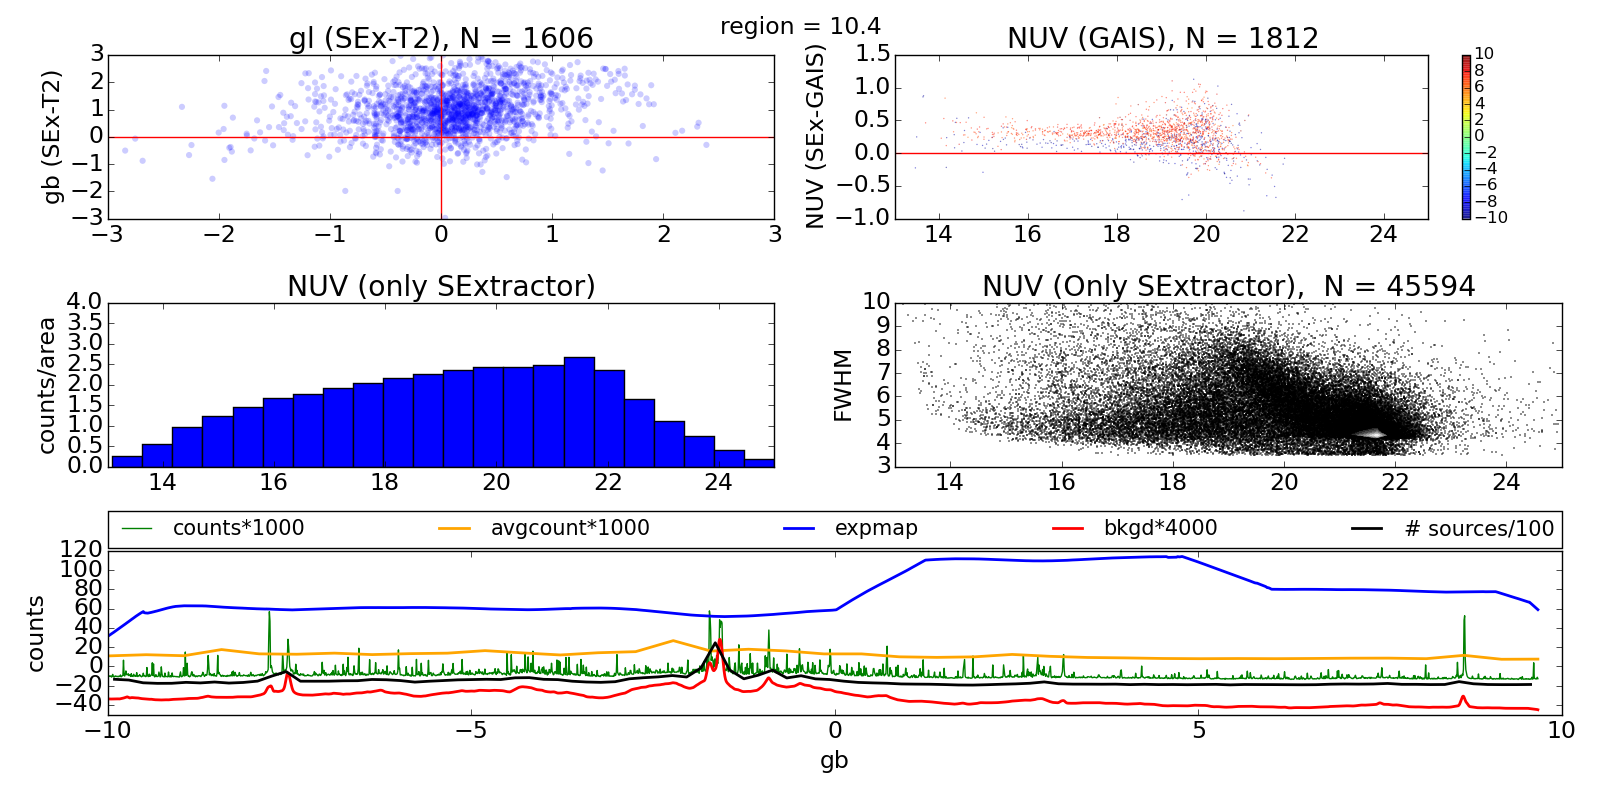 region = 10.4
gl (SEx-T2), N = 1606
gb (SEx-T2)
3
2
1
0
−1
−2
−3
−3 −2 −1 0 1 2 3
NUV (GAIS), N = 1812
NUV (SEx-GAIS)
1.5
1.0
0.5
0.0
−0.5
−1.0
14 16 18 20 22 24
10
8
6
4
2
0
−2
−4
−6
−8
−10
NUV (only SExtractor)
counts/area
4.0
3.5
3.0
2.5
2.0
1.5
1.0
0.5
0.0
14 16 18 20 22 24
NUV (Only SExtractor), N = 45594
FWHM
10
9
8
7
6
5
4
3
14 16 18 20 22 24
counts*1000 avgcount*1000 expmap bkgd*4000 # sources/100
counts
120
100
80
60
40
20
0
−20
−40
−10 −5 0 5 10
gb